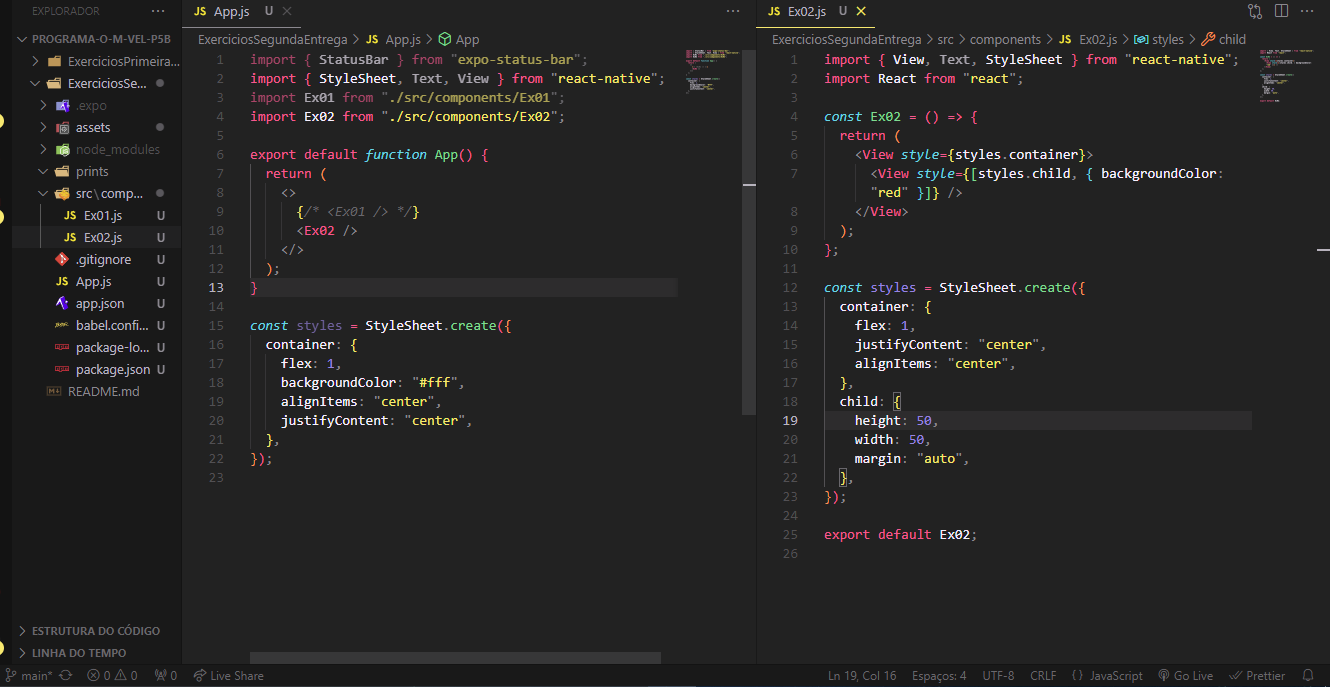 EXPLORADOR
PROGRAMA-O-M-VEL-P5B
ExerciciosPrimeira...
ExerciciosSe...
.expo
assets
node_modules
prints
src\comp...
JS Ex01.js U
JS Ex02.js U
.gitignore U
JS App.js U
app.json U
babel.confi... U
package-lo... U
package.json U
README.md
ESTRUTURA DO CÓDIGO
LINHA DO TEMPO
JS App.js U
ExerciciosSegundaEntrega > JS App.js > App
1 import { StatusBar } from "expo-status-bar";
2 import { StyleSheet, Text, View } from "react-native";
3 import Ex01 from "./src/components/Ex01";
4 import Ex02 from "./src/components/Ex02";
5
6 export default function App() {
7 return (
8 <>
9 {/* <Ex01 /> */}
10 <Ex02 />
11 </>
12 );
13 }
14
15 const styles = StyleSheet.create({
16 container: {
17 flex: 1,
18 backgroundColor: "#fff",
19 alignItems: "center",
20 justifyContent: "center",
21 },
22 });
23
JS Ex02.js U
ExerciciosSegundaEntrega > src > components > JS Ex02.js > styles > child
1 import { View, Text, StyleSheet } from "react-native";
2 import React from "react";
3
4 const Ex02 = () => {
5 return (
6 <View style={styles.container}>
7 <View style={[styles.child, { backgroundColor:
"red" }]} />
8 </View>
9 );
10 };
11
12 const styles = StyleSheet.create({
13 container: {
14 flex: 1,
15 justifyContent: "center",
16 alignItems: "center",
17 },
18 child: {
19 height: 50,
20 width: 50,
21 margin: "auto",
22 },
23 });
24
25 export default Ex02;
26
main* 0 0 0 Live Share Ln 19, Col 16 Espaços: 4 UTF-8 CRLF {} JavaScript Go Live Prettier